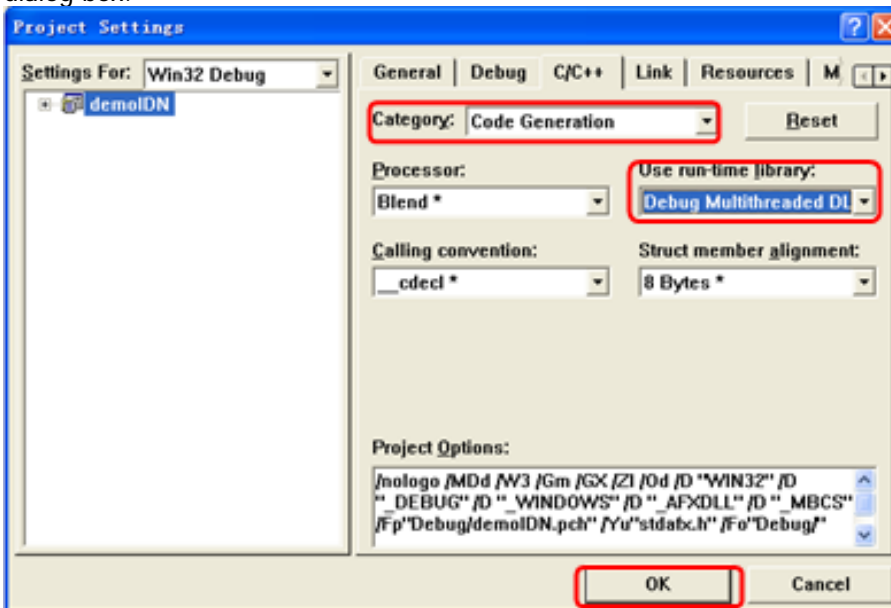 dialog box.
Project Settings
Settings For: Win32 Debug
demoIDN
General Debug C/C++ Link Resources M
Category: Code Generation Reset
Processor: Use run-time library:
Blend * Debug Multithreaded DL
Calling convention: Struct member alignment:
__cdecl * 8 Bytes *
Project Options:
/nologo /MDd /W3 /Gm /GX /ZI /Od /D "WIN32" /D
"_DEBUG" /D "_WINDOWS" /D "_AFXDLL" /D "_MBCS"
/Fp"Debug/demoIDN.pch" /Yu"stdafx.h" /Fo"Debug/"
OK Cancel